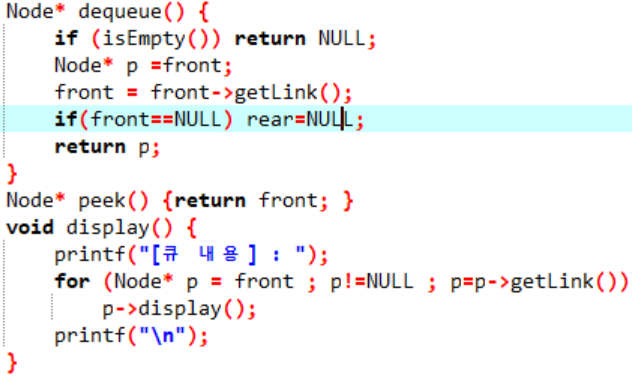 Node* dequeue() {
    if (isEmpty()) return NULL;
    Node* p =front;
    front = front->getLink();
    if(front==NULL) rear=NULL;
    return p;
}
Node* peek() {return front; }
void display() {
    printf("[큐 내용] : ");
    for (Node* p = front ; p!=NULL ; p=p->getLink())
        p->display();
    printf("\n");
}